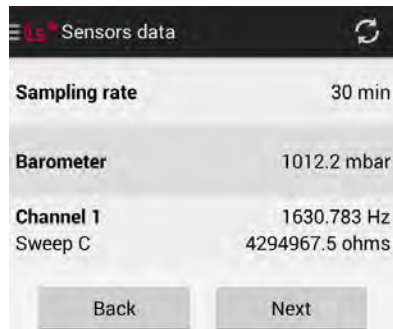 Sensors data
Sampling rate 30 min
Barometer 1012.2 mbar
Channel 1 1630.783 Hz
Sweep C 4294967.5 ohms
Back Next